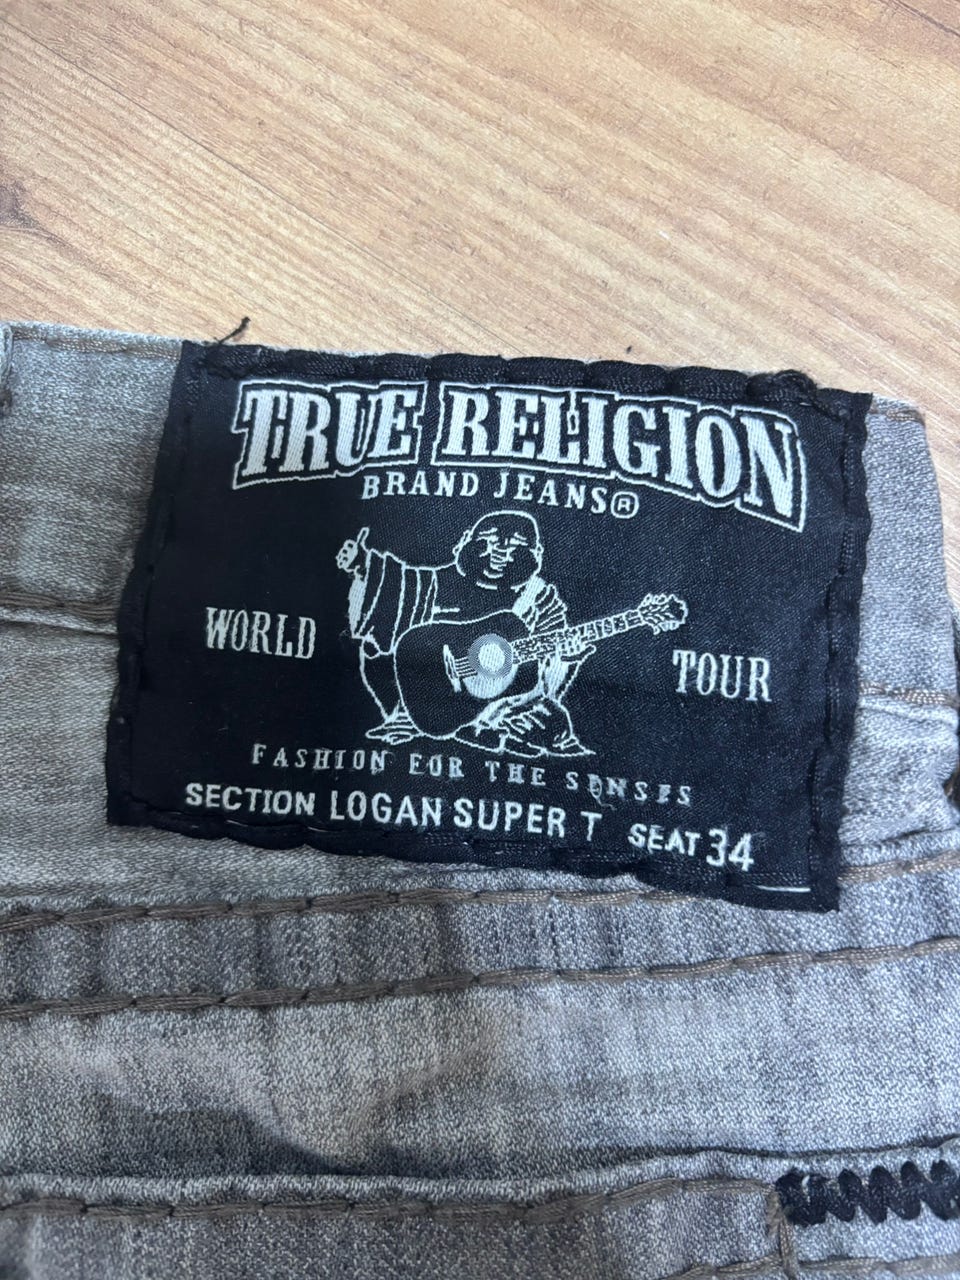 TRUE RELIGION
BRAND JEANS®
WORLD TOUR
FASHION FOR THE SENSES
SECTION LOGAN SUPER T SEAT 34